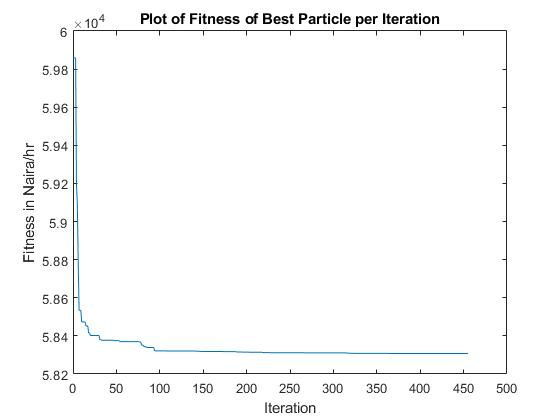 Plot of Fitness of Best Particle per Iteration
×10⁴
6
5.98
5.96
5.94
5.92
5.9
5.88
5.86
5.84
5.82
Fitness in Naira/hr
0 50 100 150 200 250 300 350 400 450 500
Iteration